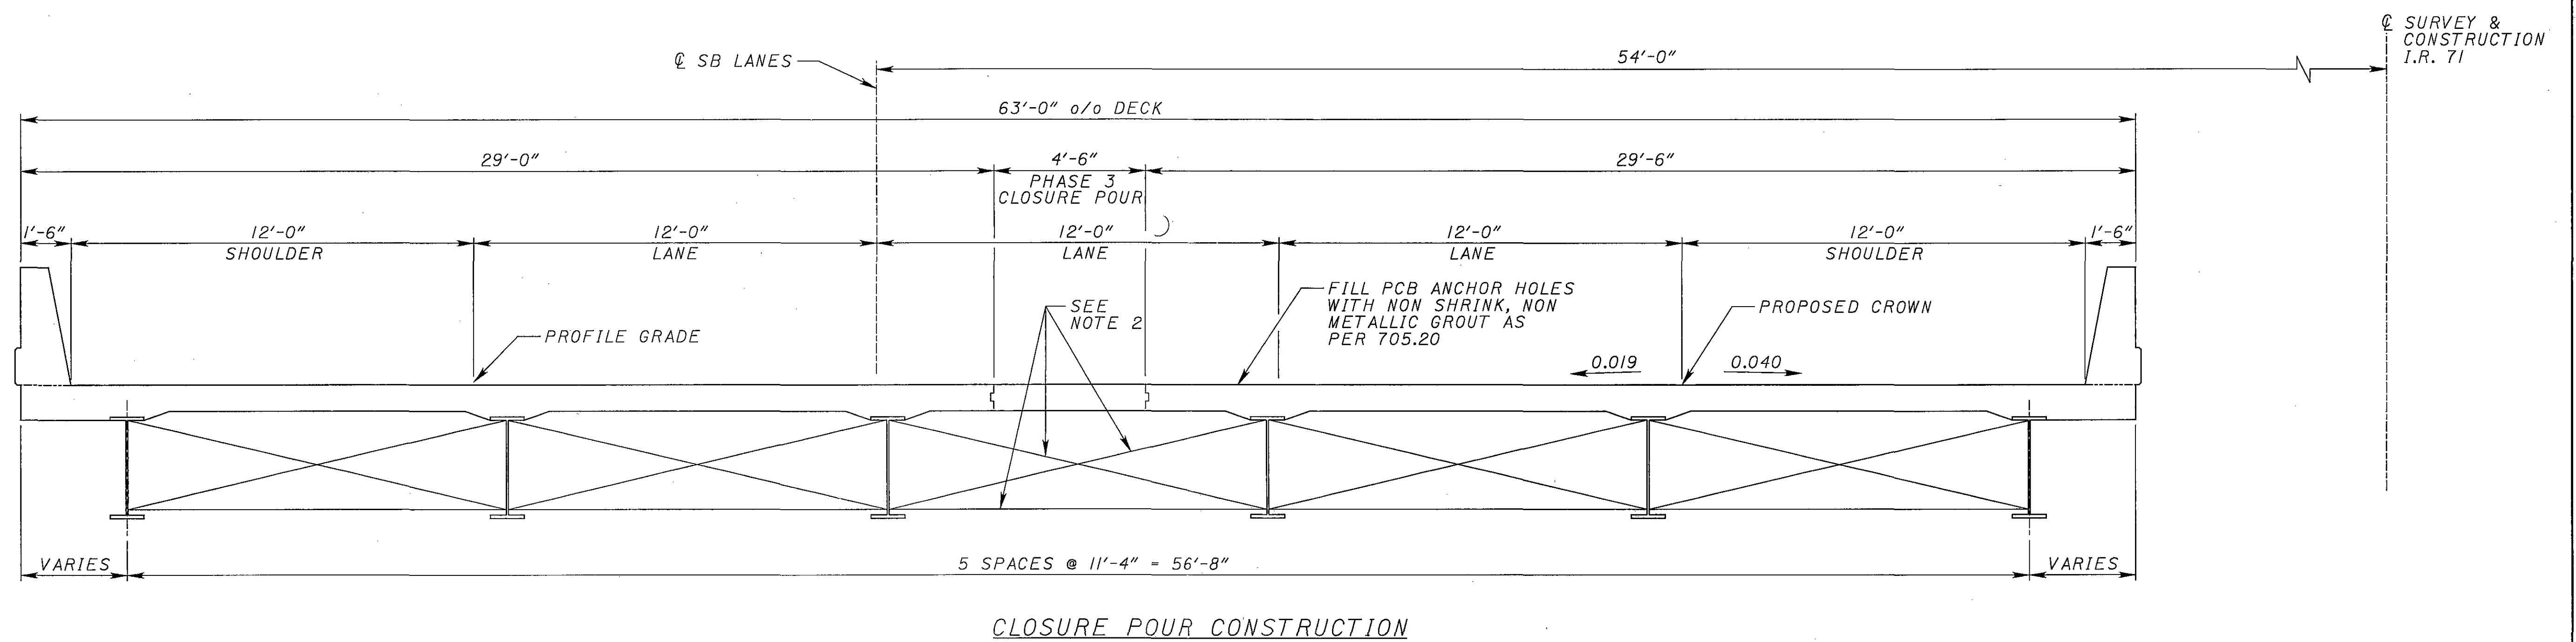 ℄ SURVEY &
CONSTRUCTION
I.R. 71
℄ SB LANES
54'-0"
63'-0" o/o DECK
29'-0"
4'-6"
29'-6"
PHASE 3
CLOSURE POUR
1'-6"
12'-0"
12'-0"
12'-0"
12'-0"
12'-0"
1'-6"
SHOULDER
LANE
LANE
LANE
SHOULDER
SEE
NOTE 2
FILL PCB ANCHOR HOLES
WITH NON SHRINK, NON
METALLIC GROUT AS
PER 705.20
PROPOSED CROWN
PROFILE GRADE
0.019
0.040
VARIES
5 SPACES @ 11'-4" = 56'-8"
VARIES
CLOSURE POUR CONSTRUCTION